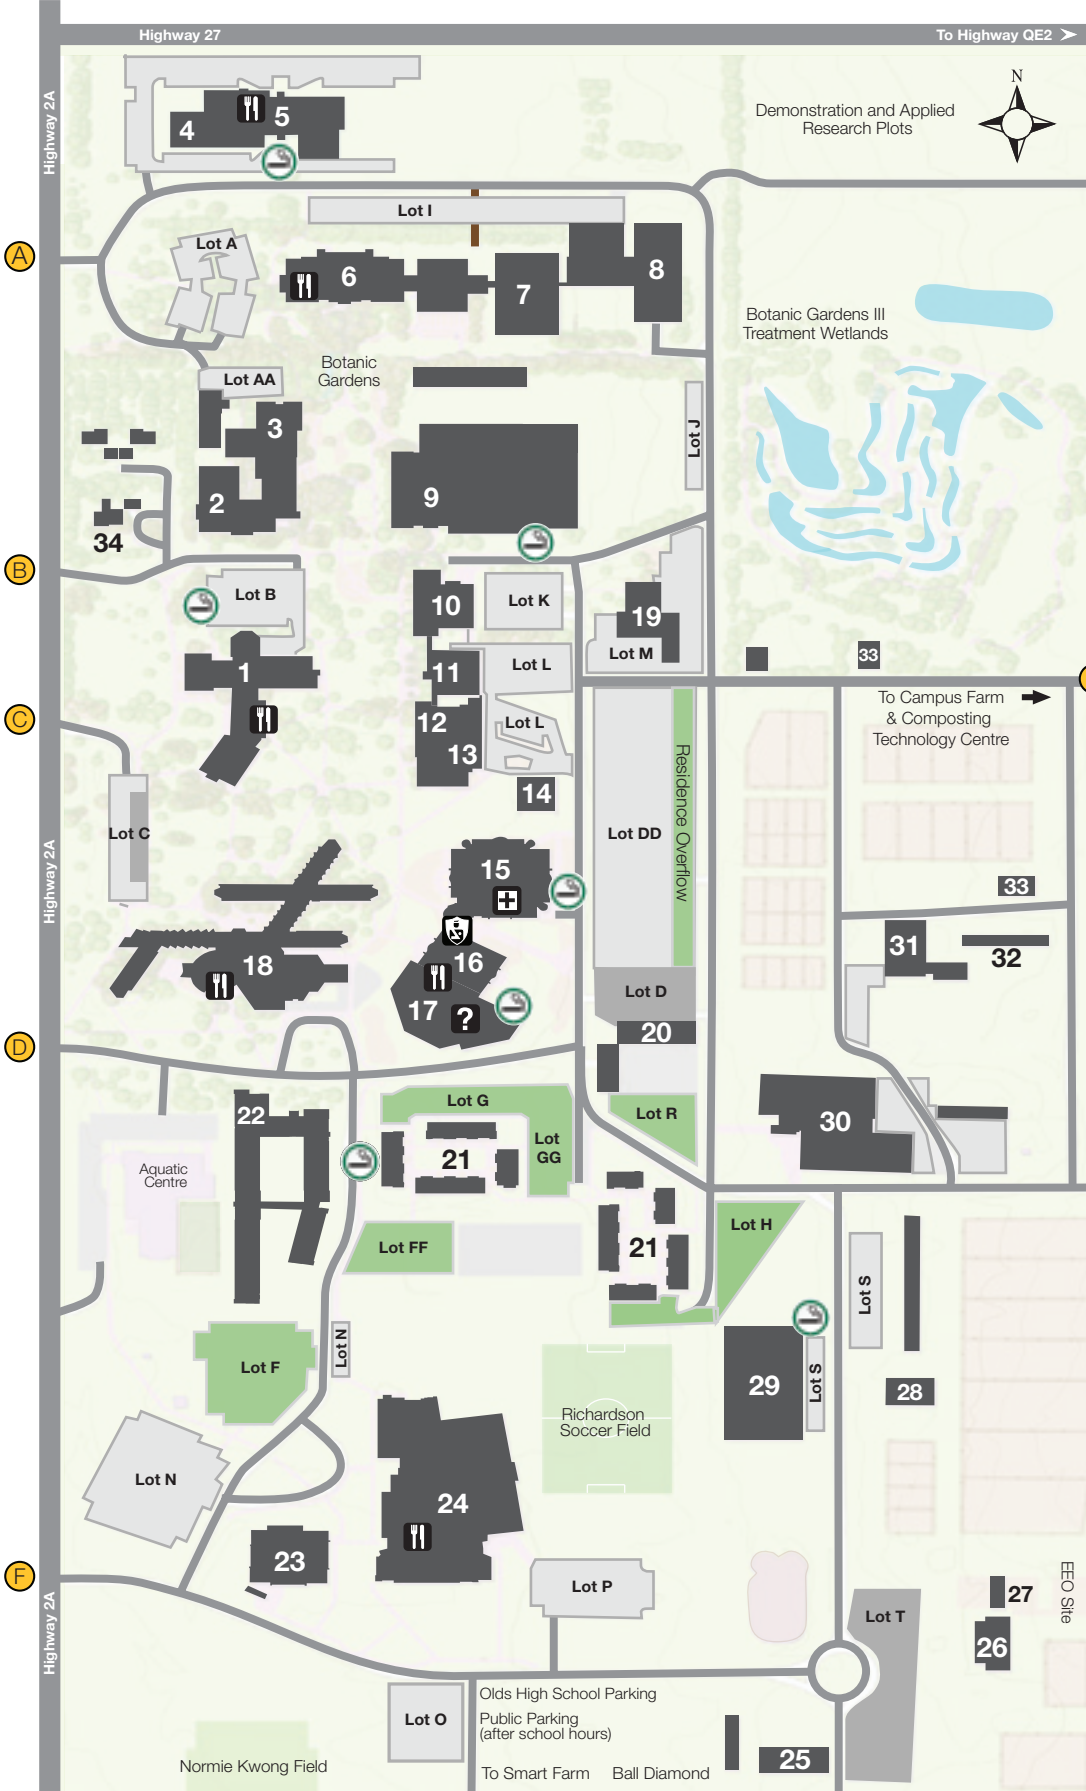 Highway 27
To Highway QE2
Highway 2A
N
Demonstration and Applied
Research Plots
4
5
Lot I
A
Lot A
6
7
8
Botanic Gardens III
Treatment Wetlands
Botanic
Gardens
Lot AA
3
Lot J
2
9
34
B
Lot B
10
Lot K
19
Lot M
33
1
11
Lot L
C
12
Lot L
13
To Campus Farm
& Composting
Technology Centre
14
Residence Overflow
Lot C
Lot DD
Highway 2A
15
33
31
32
18
16
17
?
Lot D
20
D
22
Lot G
Lot R
30
Lot
GG
21
Aquatic
Centre
Lot H
Lot FF
21
Lot S
Lot N
Lot F
29
Lot S
28
Richardson
Soccer Field
Lot N
24
23
F
Lot P
Highway 2A
EEO Site
27
Lot T
26
Olds High School Parking
Lot O
Public Parking
(after school hours)
25
Normie Kwong Field
To Smart Farm
Ball Diamond